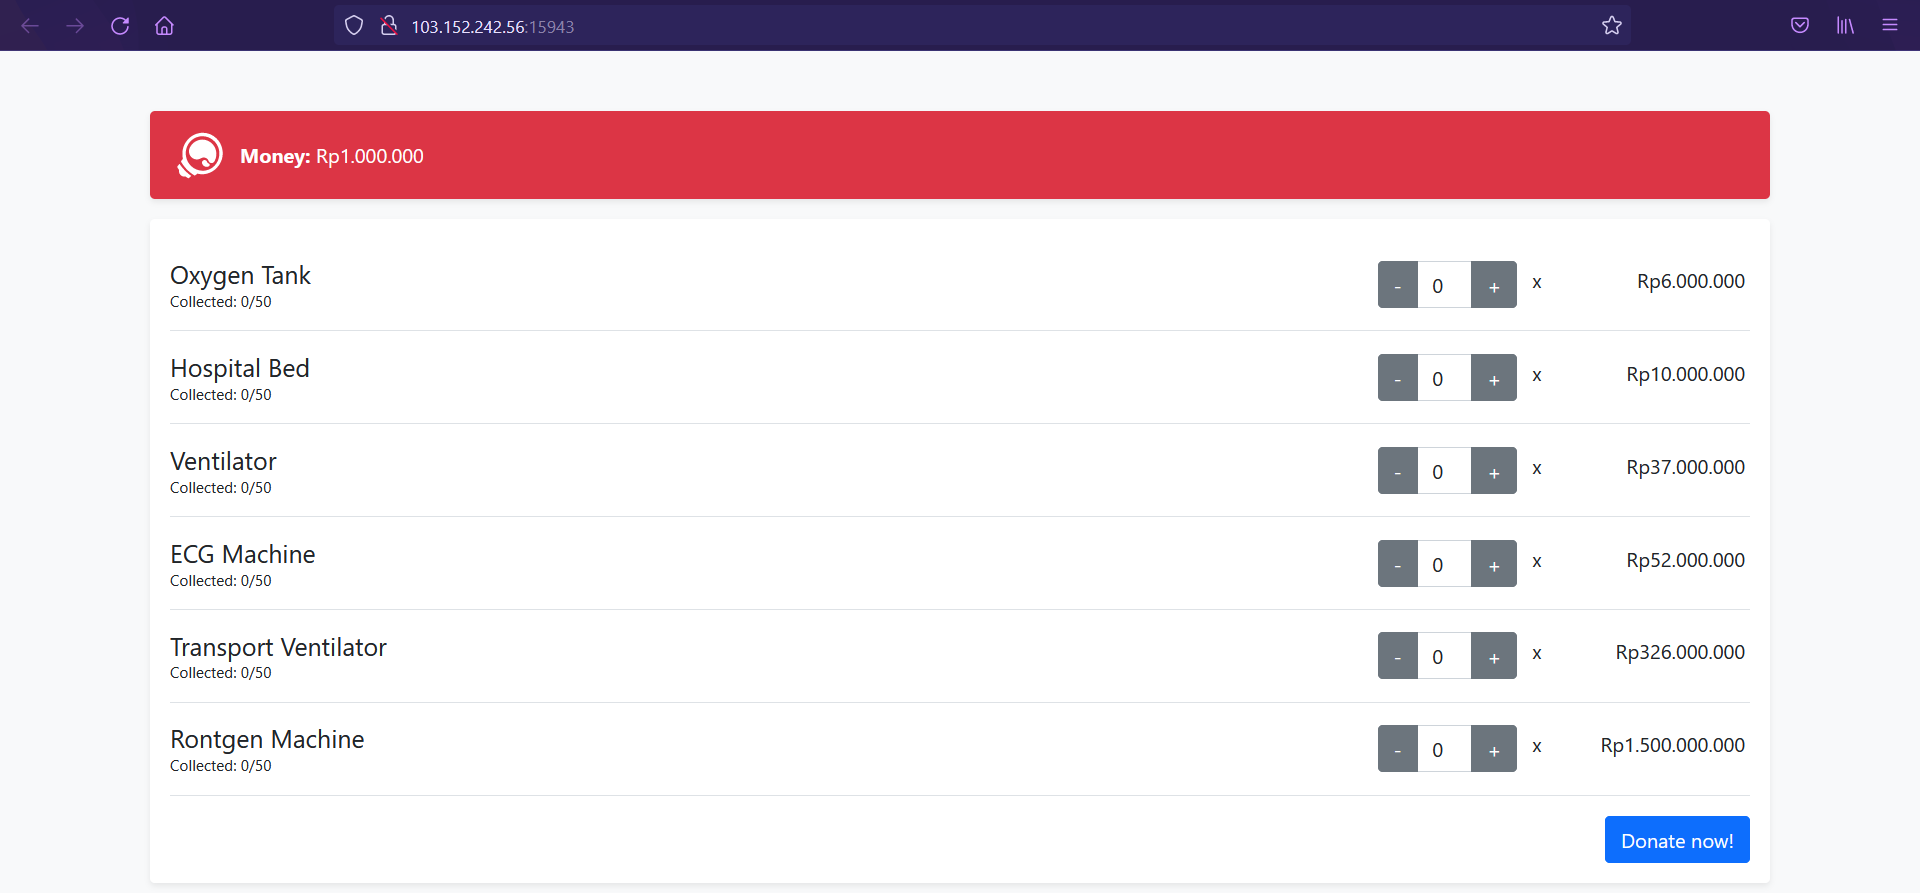 103.152.242.56:15943
Money: Rp1.000.000
Oxygen Tank
Collected: 0/50
- 0 + x Rp6.000.000
Hospital Bed
Collected: 0/50
- 0 + x Rp10.000.000
Ventilator
Collected: 0/50
- 0 + x Rp37.000.000
ECG Machine
Collected: 0/50
- 0 + x Rp52.000.000
Transport Ventilator
Collected: 0/50
- 0 + x Rp326.000.000
Rontgen Machine
Collected: 0/50
- 0 + x Rp1.500.000.000
Donate now!